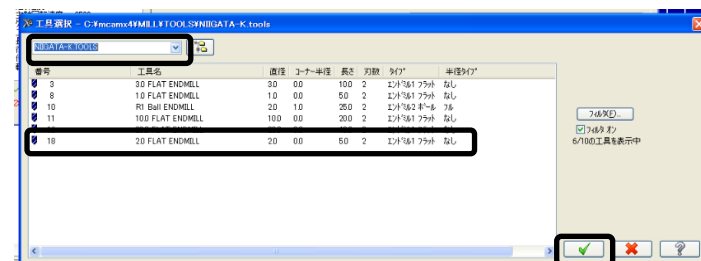 工具選択 - C:¥mcamx4¥MILL¥TOOLS¥NIIGATA-K.tools
NIIGATA-K.TOOLS
番号 工具名 直径 コーナー半径 長さ 刃数 タイプ 半径タイプ
3 3.0 FLAT ENDMILL 3.0 0.0 10.0 2 エンドミル1 フラット なし
8 1.0 FLAT ENDMILL 1.0 0.0 5.0 2 エンドミル1 フラット なし
10 R1 Ball ENDMILL 2.0 1.0 25.0 2 エンドミル2 ボール フル
11 10.0 FLAT ENDMILL 10.0 0.0 20.0 2 エンドミル1 フラット なし
18 2.0 FLAT ENDMILL 2.0 0.0 5.0 2 エンドミル1 フラット なし
フィルタ(F)...
フィルタ オン
6/10の工具を表示中